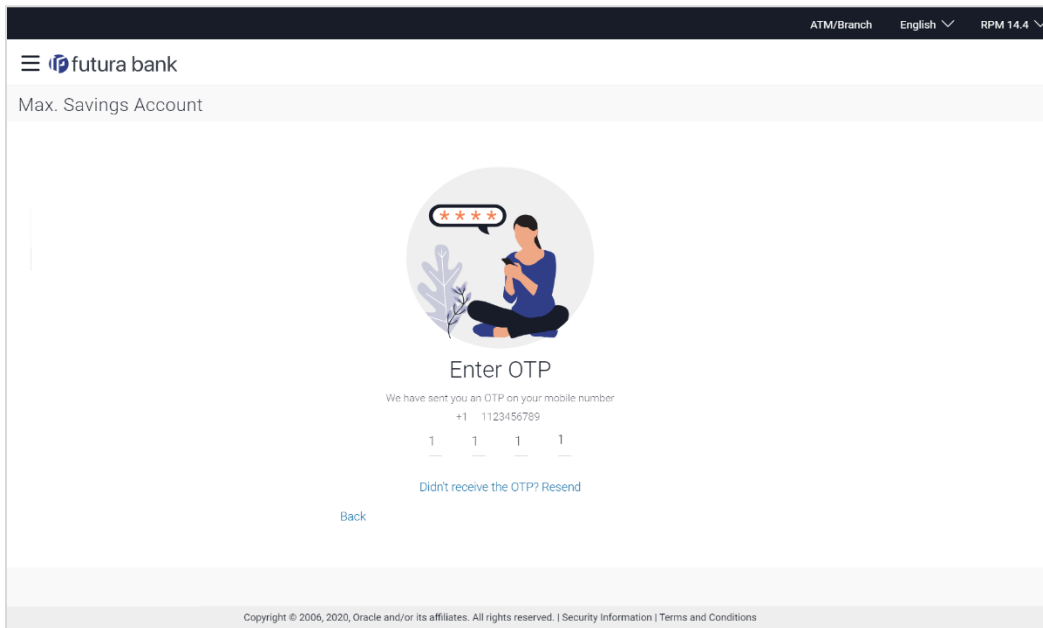 ATM/Branch English RPM 14.4
futura bank
Max. Savings Account
* * * *
Enter OTP
We have sent you an OTP on your mobile number
+1 1123456789
1 1 1 1
Didn't receive the OTP? Resend
Back
Copyright © 2006, 2020, Oracle and/or its affiliates. All rights reserved. | Security Information | Terms and Conditions